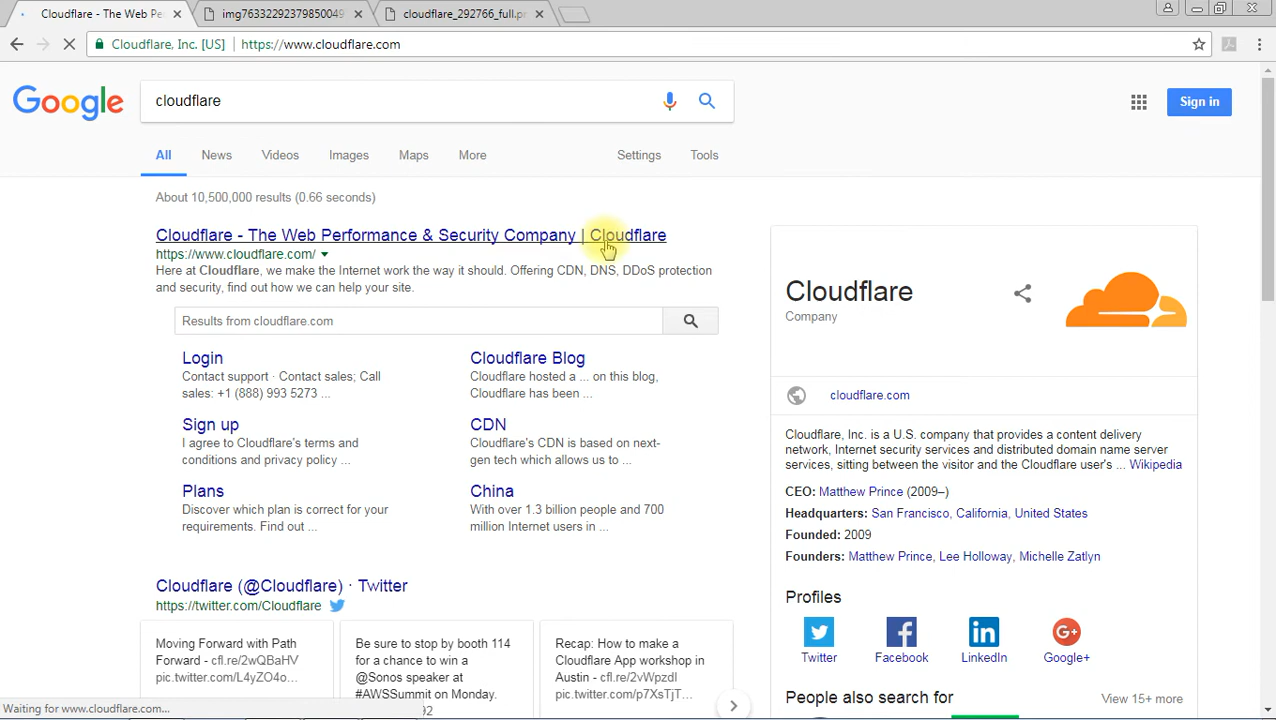 Cloudflare - The Web Pe
img76332292379850049
cloudflare_292766_full.pr
Cloudflare, Inc. [US]
https://www.cloudflare.com
Google
cloudflare
Sign in
All
News
Videos
Images
Maps
More
Settings
Tools
About 10,500,000 results (0.66 seconds)
Cloudflare - The Web Performance & Security Company | Cloudflare
https://www.cloudflare.com/
Here at Cloudflare, we make the Internet work the way it should. Offering CDN, DNS, DDoS protection
and security, find out how we can help your site.
Results from cloudflare.com
Login
Contact support · Contact sales; Call
sales: +1 (888) 993 5273 ...
Cloudflare Blog
Cloudflare hosted a ... on this blog,
Cloudflare has been ...
Sign up
I agree to Cloudflare's terms and
conditions and privacy policy ...
CDN
Cloudflare's CDN is based on next-
gen tech which allows us to ...
Plans
Discover which plan is correct for your
requirements. Find out ...
China
With over 1.3 billion people and 700
million Internet users in ...
Cloudflare (@Cloudflare) · Twitter
https://twitter.com/Cloudflare
Moving Forward with Path
Forward - cfl.re/2wQBaHV
pic.twitter.com/L4yZO4o...
Be sure to stop by booth 114
for a chance to win a
@Sonos speaker at
#AWSSummit on Monday.
92
Recap: How to make a
Cloudflare App workshop in
Austin - cfl.re/2vWpzdI
pic.twitter.com/p7XsTjT...
Cloudflare
Company
cloudflare.com
Cloudflare, Inc. is a U.S. company that provides a content delivery
network, Internet security services and distributed domain name server
services, sitting between the visitor and the Cloudflare user's ... Wikipedia
CEO: Matthew Prince (2009–)
Headquarters: San Francisco, California, United States
Founded: 2009
Founders: Matthew Prince, Lee Holloway, Michelle Zatlyn
Profiles
Twitter
Facebook
LinkedIn
Google+
People also search for
View 15+ more
Waiting for www.cloudflare.com...